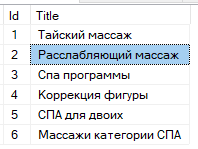 Id Title
1 Тайский массаж
2 Расслабляющий массаж
3 Спа программы
4 Коррекция фигуры
5 СПА для двоих
6 Массажи категории СПА